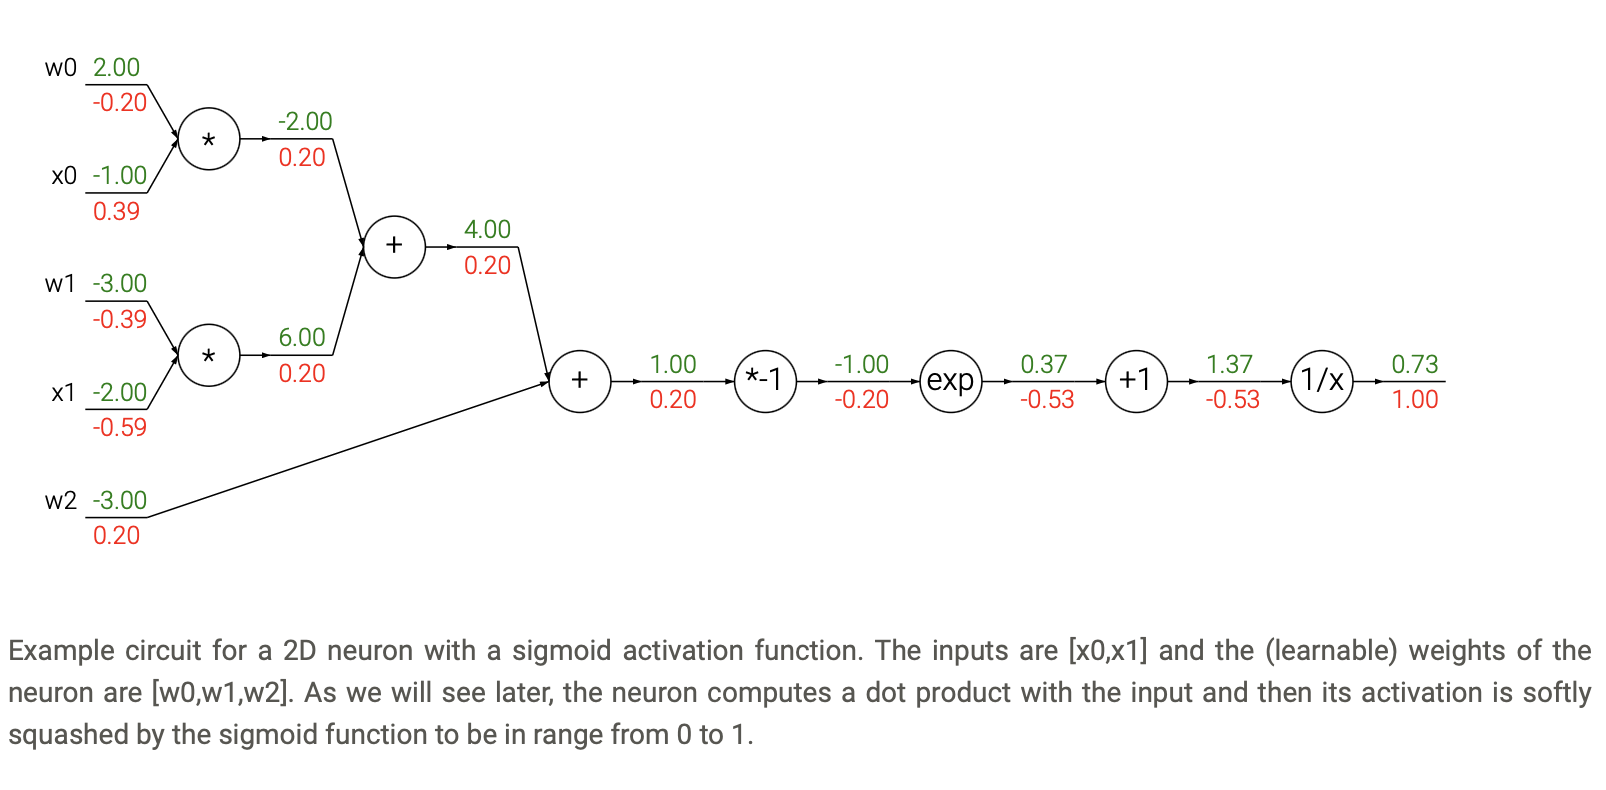 w0 2.00
-0.20
* -2.00
0.20
x0 -1.00
0.39
+ 4.00
0.20
w1 -3.00
-0.39
* 6.00
0.20
x1 -2.00
-0.59
+ 1.00 *-1 -1.00 exp 0.37 +1 1.37 1/x 0.73
0.20 -0.20 -0.53 -0.53 1.00
w2 -3.00
0.20
Example circuit for a 2D neuron with a sigmoid activation function. The inputs are [x0,x1] and the (learnable) weights of the
neuron are [w0,w1,w2]. As we will see later, the neuron computes a dot product with the input and then its activation is softly
squashed by the sigmoid function to be in range from 0 to 1.